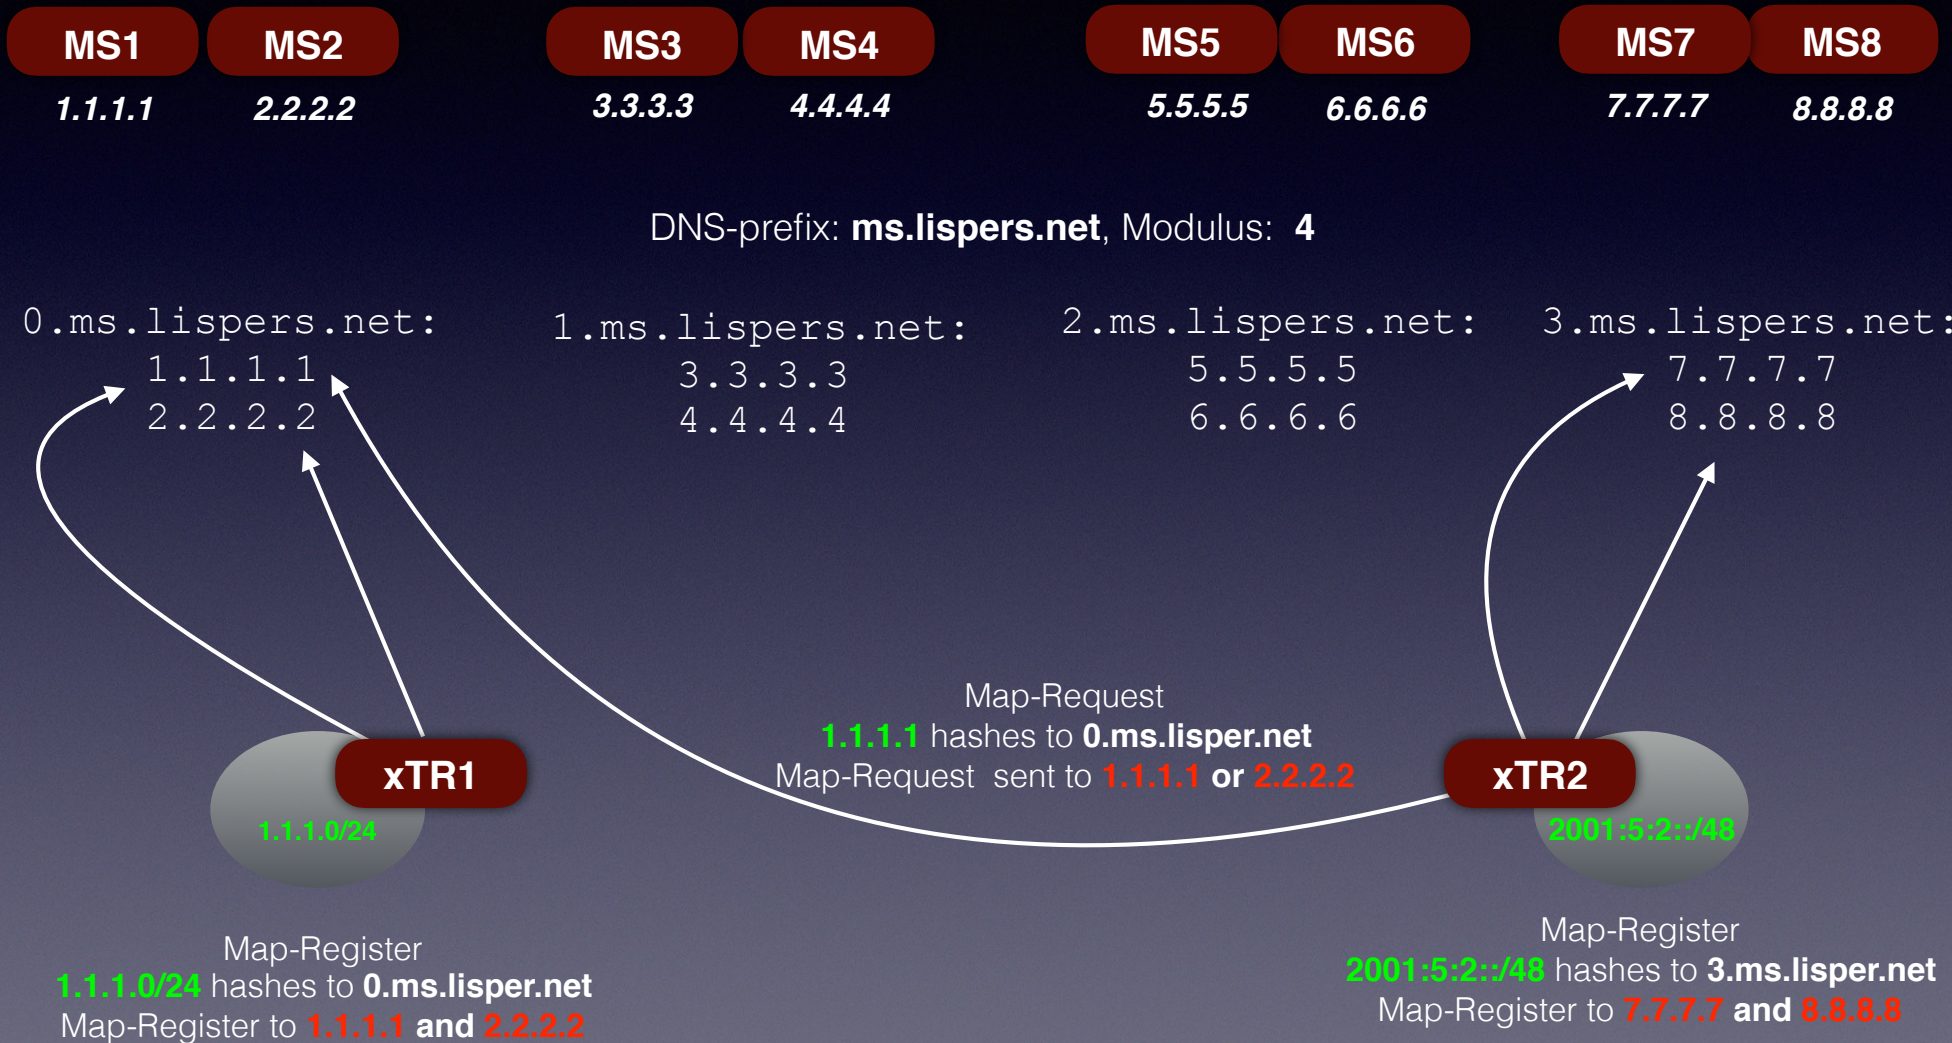 MS1 MS2 MS3 MS4 MS5 MS6 MS7 MS8
1.1.1.1 2.2.2.2 3.3.3.3 4.4.4.4 5.5.5.5 6.6.6.6 7.7.7.7 8.8.8.8
DNS-prefix: ms.lispers.net, Modulus: 4
0.ms.lispers.net:
1.1.1.1
2.2.2.2
1.ms.lispers.net:
3.3.3.3
4.4.4.4
2.ms.lispers.net:
5.5.5.5
6.6.6.6
3.ms.lispers.net:
7.7.7.7
8.8.8.8
Map-Request
1.1.1.1 hashes to 0.ms.lisper.net
Map-Request sent to 1.1.1.1 or 2.2.2.2
xTR1
1.1.1.0/24
xTR2
2001:5:2::/48
Map-Register
1.1.1.0/24 hashes to 0.ms.lisper.net
Map-Register to 1.1.1.1 and 2.2.2.2
Map-Register
2001:5:2::/48 hashes to 3.ms.lisper.net
Map-Register to 7.7.7.7 and 8.8.8.8